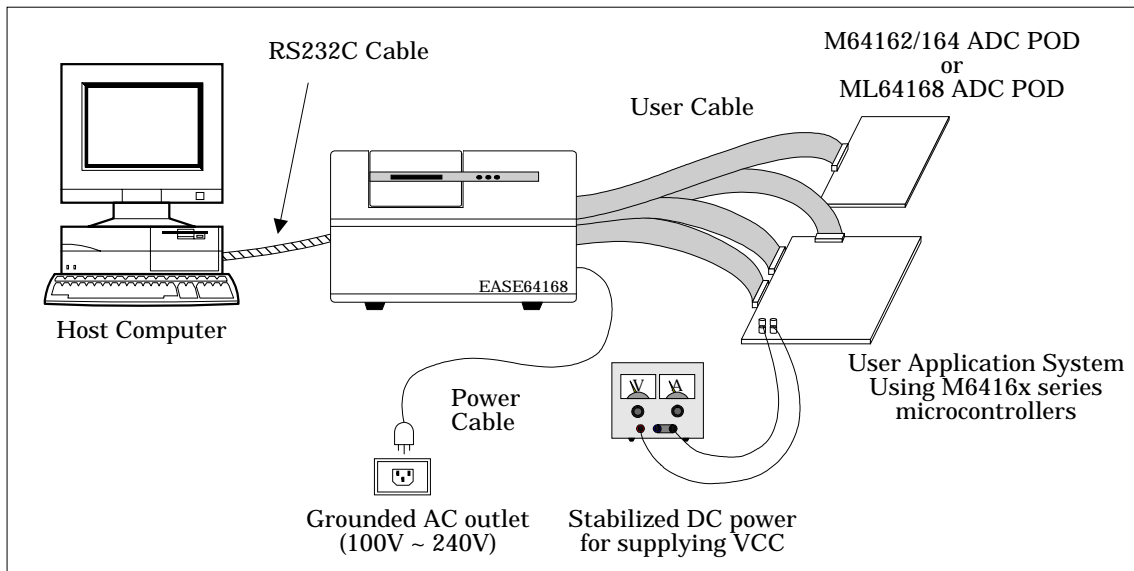 RS232C Cable
M64162/164 ADC POD
or
ML64168 ADC POD
User Cable
EASE64168
Host Computer
Power
Cable
V
A
User Application System
Using M6416x series
microcontrollers
Grounded AC outlet
(100V ~ 240V)
Stabilized DC power
for supplying VCC